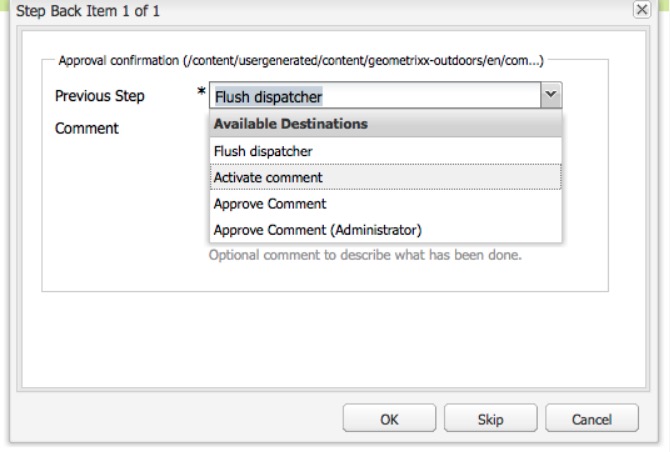 Step Back Item 1 of 1
Approval confirmation (/content/usergenerated/content/geometrixx-outdoors/en/com...)
Previous Step * Flush dispatcher
Comment
Available Destinations
Flush dispatcher
Activate comment
Approve Comment
Approve Comment (Administrator)
Optional comment to describe what has been done.
OK Skip Cancel